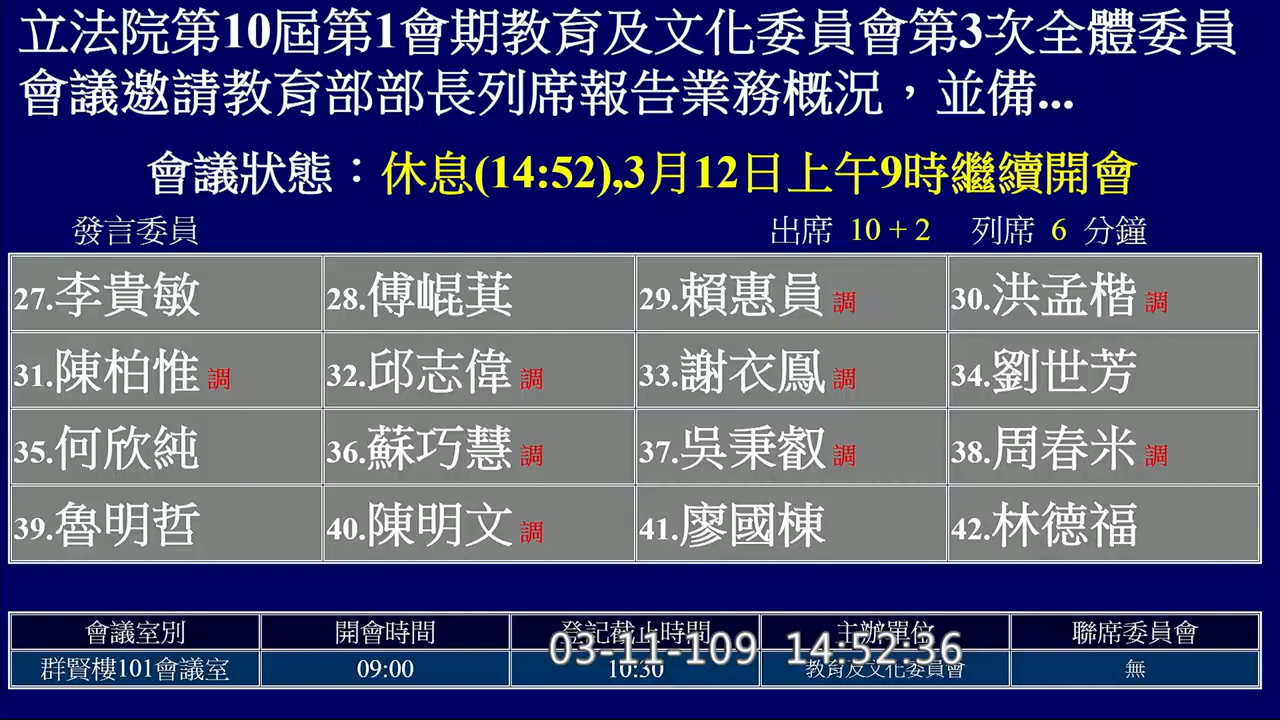 立法院第10屆第1會期教育及文化委員會第3次全體委員
會議邀請教育部部長列席報告業務概況，並備...
會議狀態：休息(14:52),3月12日上午9時繼續開會
發言委員 出席 10 + 2 列席 6 分鐘
27.李貴敏 28.傅崐萁 29.賴惠員 調 30.洪孟楷 調
31.陳柏惟 調 32.邱志偉 調 33.謝衣鳳 調 34.劉世芳
35.何欣純 36.蘇巧慧 調 37.吳秉叡 調 38.周春米 調
39.魯明哲 40.陳明文 調 41.廖國棟 42.林德福
會議室別 開會時間 登記截止時間 主辦單位 聯席委員會
03-11-109 14:52:36
群賢樓101會議室 09:00 10:30 教育及文化委員會 無